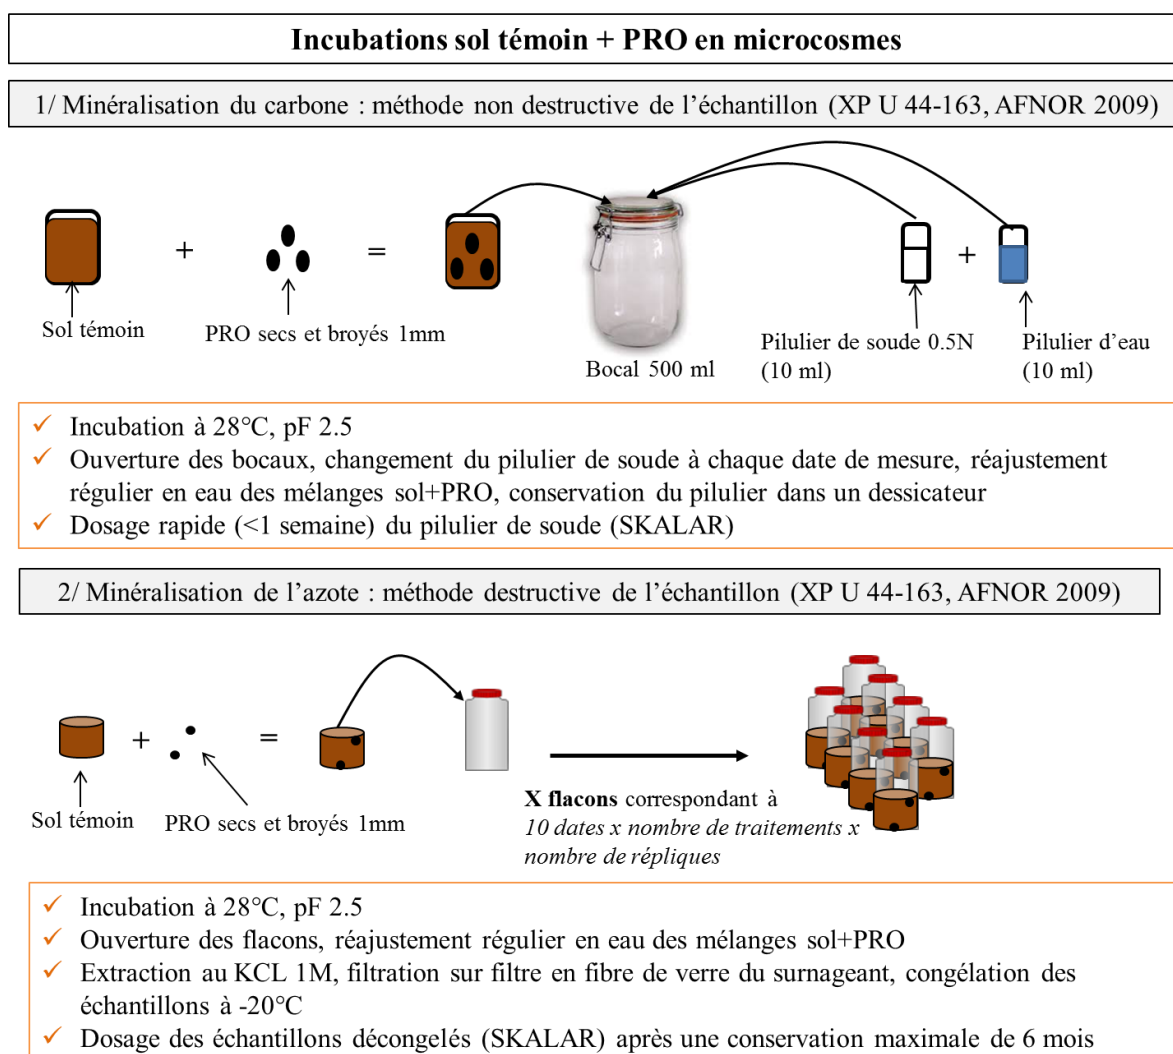 Incubations sol témoin + PRO en microcosmes
1/ Minéralisation du carbone : méthode non destructive de l'échantillon (XP U 44-163, AFNOR 2009)
+
=
+
Sol témoin
PRO secs et broyés 1mm
Bocal 500 ml
Pilulier de soude 0.5N
(10 ml)
Pilulier d'eau
(10 ml)
✓ Incubation à 28°C, pF 2.5
✓ Ouverture des bocaux, changement du pilulier de soude à chaque date de mesure, réajustement
régulier en eau des mélanges sol+PRO, conservation du pilulier dans un dessicateur
✓ Dosage rapide (<1 semaine) du pilulier de soude (SKALAR)
2/ Minéralisation de l'azote : méthode destructive de l'échantillon (XP U 44-163, AFNOR 2009)
+
=
Sol témoin
PRO secs et broyés 1mm
X flacons correspondant à
10 dates x nombre de traitements x
nombre de répliques
✓ Incubation à 28°C, pF 2.5
✓ Ouverture des flacons, réajustement régulier en eau des mélanges sol+PRO
✓ Extraction au KCL 1M, filtration sur filtre en fibre de verre du surnageant, congélation des
échantillons à -20°C
✓ Dosage des échantillons décongelés (SKALAR) après une conservation maximale de 6 mois